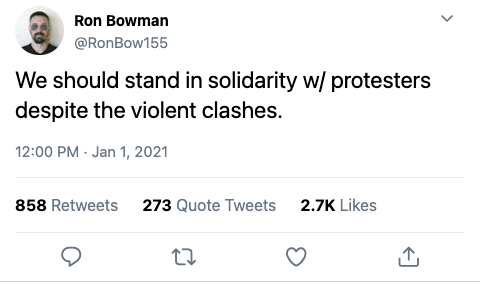 Ron Bowman
@RonBow155
We should stand in solidarity w/ protesters
despite the violent clashes.
12:00 PM · Jan 1, 2021
858 Retweets 273 Quote Tweets 2.7K Likes